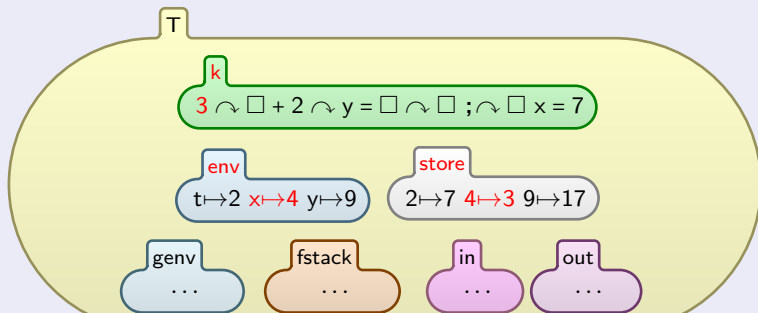 T
k
3 ↷ □ + 2 ↷ y = □ ↷ □ ; ↷ □ x = 7
env store
t↦2 x↦4 y↦9 2↦7 4↦3 9↦17
genv fstack in out
··· ··· ··· ···